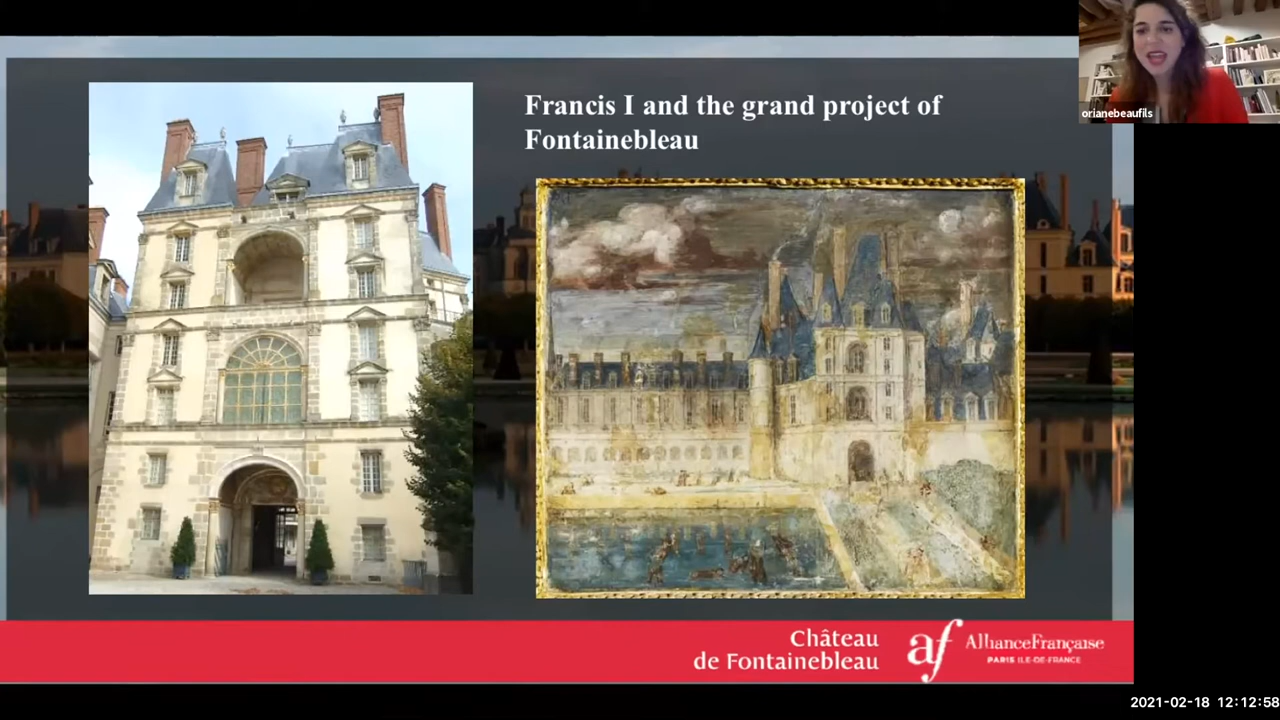 orianebeaufils
Francis I and the grand project of
Fontainebleau
Château
de Fontainebleau
af AllianceFrançaise
PARIS ILE-DE-FRANCE
2021-02-18 12:12:58